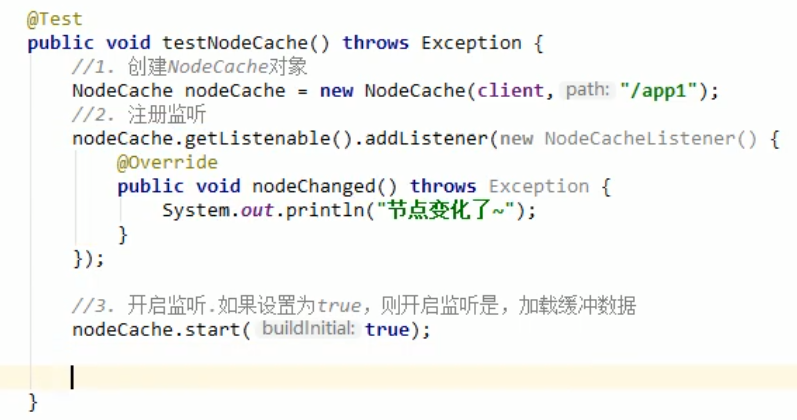 @Test
public void testNodeCache() throws Exception {
//1. 创建NodeCache对象
NodeCache nodeCache = new NodeCache(client, path: "/app1");
//2. 注册监听
nodeCache.getListenable().addListener(new NodeCacheListener() {
@Override
public void nodeChanged() throws Exception {
System.out.println("节点变化了~");
}
});
//3. 开启监听.如果设置为true，则开启监听是，加载缓冲数据
nodeCache.start( buildInitial: true);
}